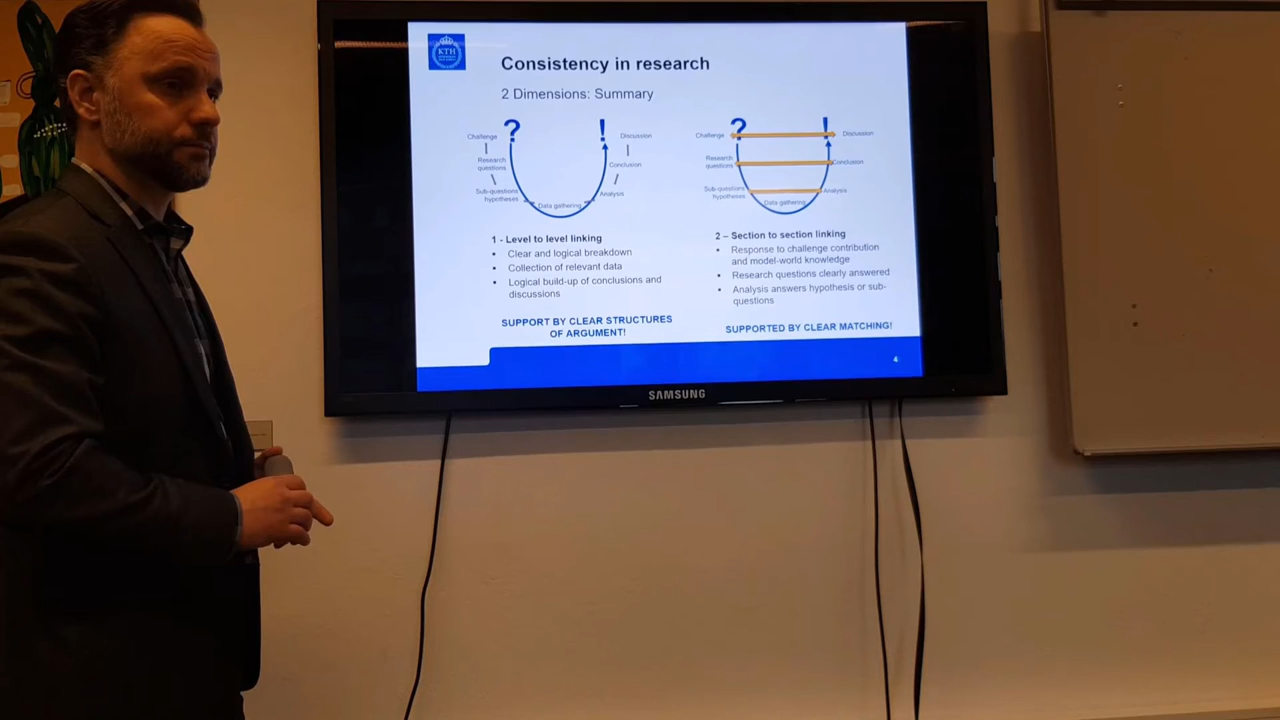 KTH
Consistency in research
2 Dimensions: Summary
Challenge
?
!
Discussion
Research
questions
Conclusion
Sub-questions
hypotheses
Analysis
Data gathering
1 - Level to level linking
• Clear and logical breakdown
• Collection of relevant data
• Logical build-up of conclusions and
discussions
SUPPORT BY CLEAR STRUCTURES
OF ARGUMENT!
Challenge
?
!
Discussion
Research
questions
Conclusion
Sub-questions
hypotheses
Analysis
Data gathering
2 – Section to section linking
• Response to challenge contribution
and model-world knowledge
• Research questions clearly answered
• Analysis answers hypothesis or sub-
questions
SUPPORTED BY CLEAR MATCHING!
4
SAMSUNG